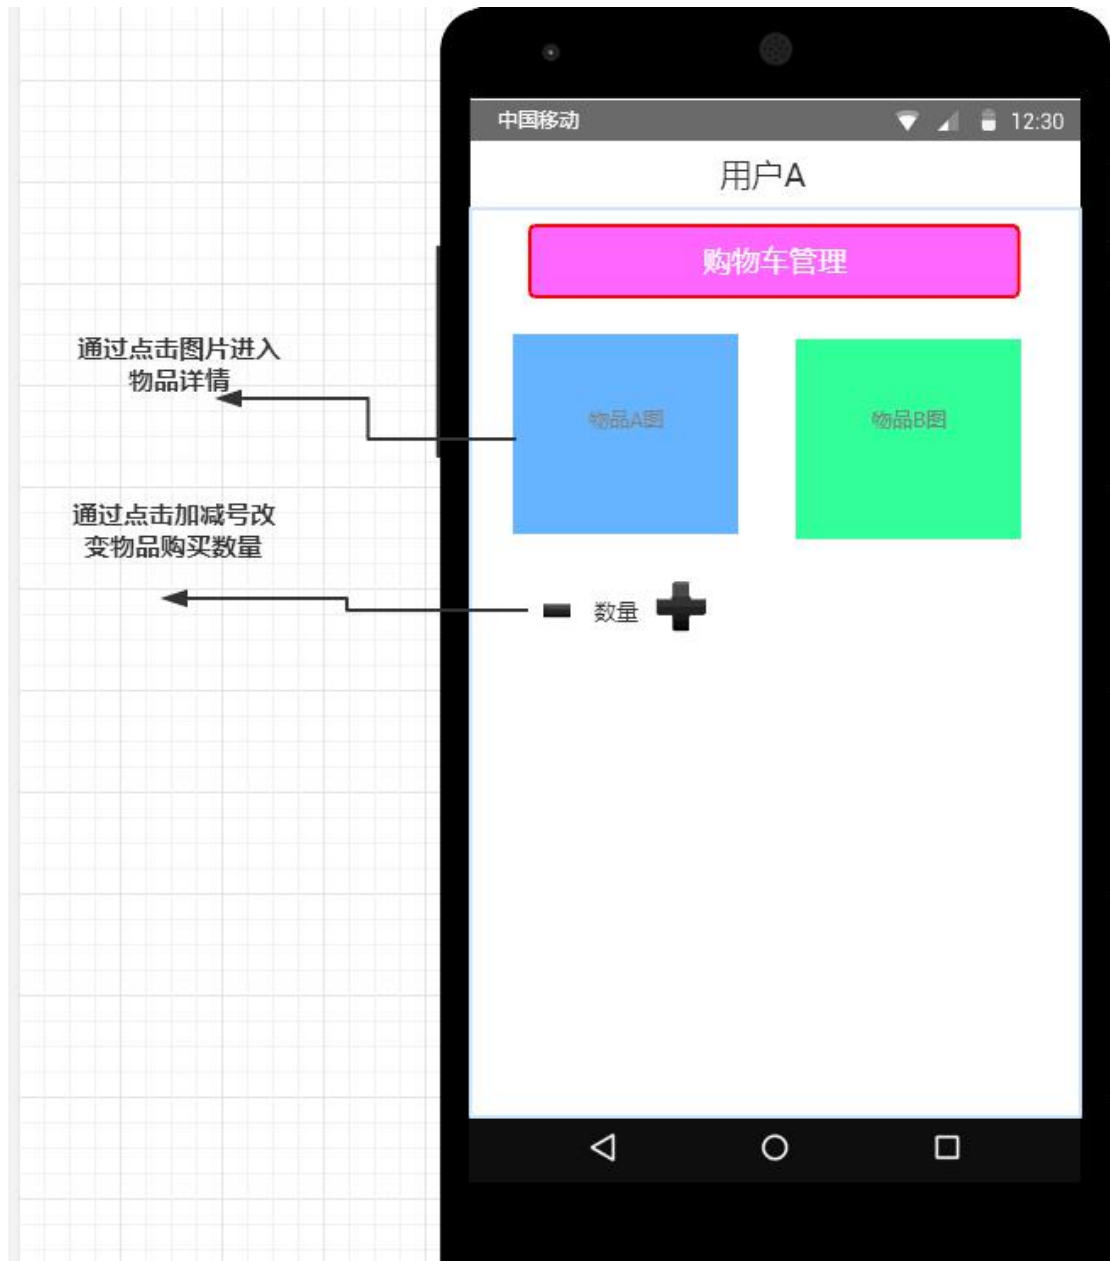 中国移动 12:30
用户A
购物车管理
通过点击图片进入
物品详情
物品A图
物品B图
通过点击加减号改
变物品购买数量
数量